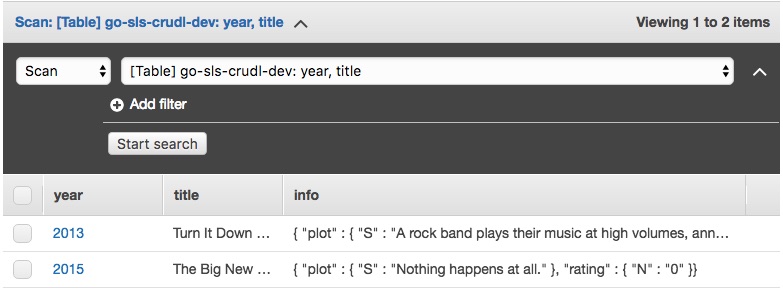 Scan: [Table] go-sls-crudl-dev: year, title Viewing 1 to 2 items
Scan [Table] go-sls-crudl-dev: year, title
Add filter
Start search
year title info
2013 Turn It Down ... { "plot" : { "S" : "A rock band plays their music at high volumes, ann...
2015 The Big New ... { "plot" : { "S" : "Nothing happens at all." }, "rating" : { "N" : "0" }}